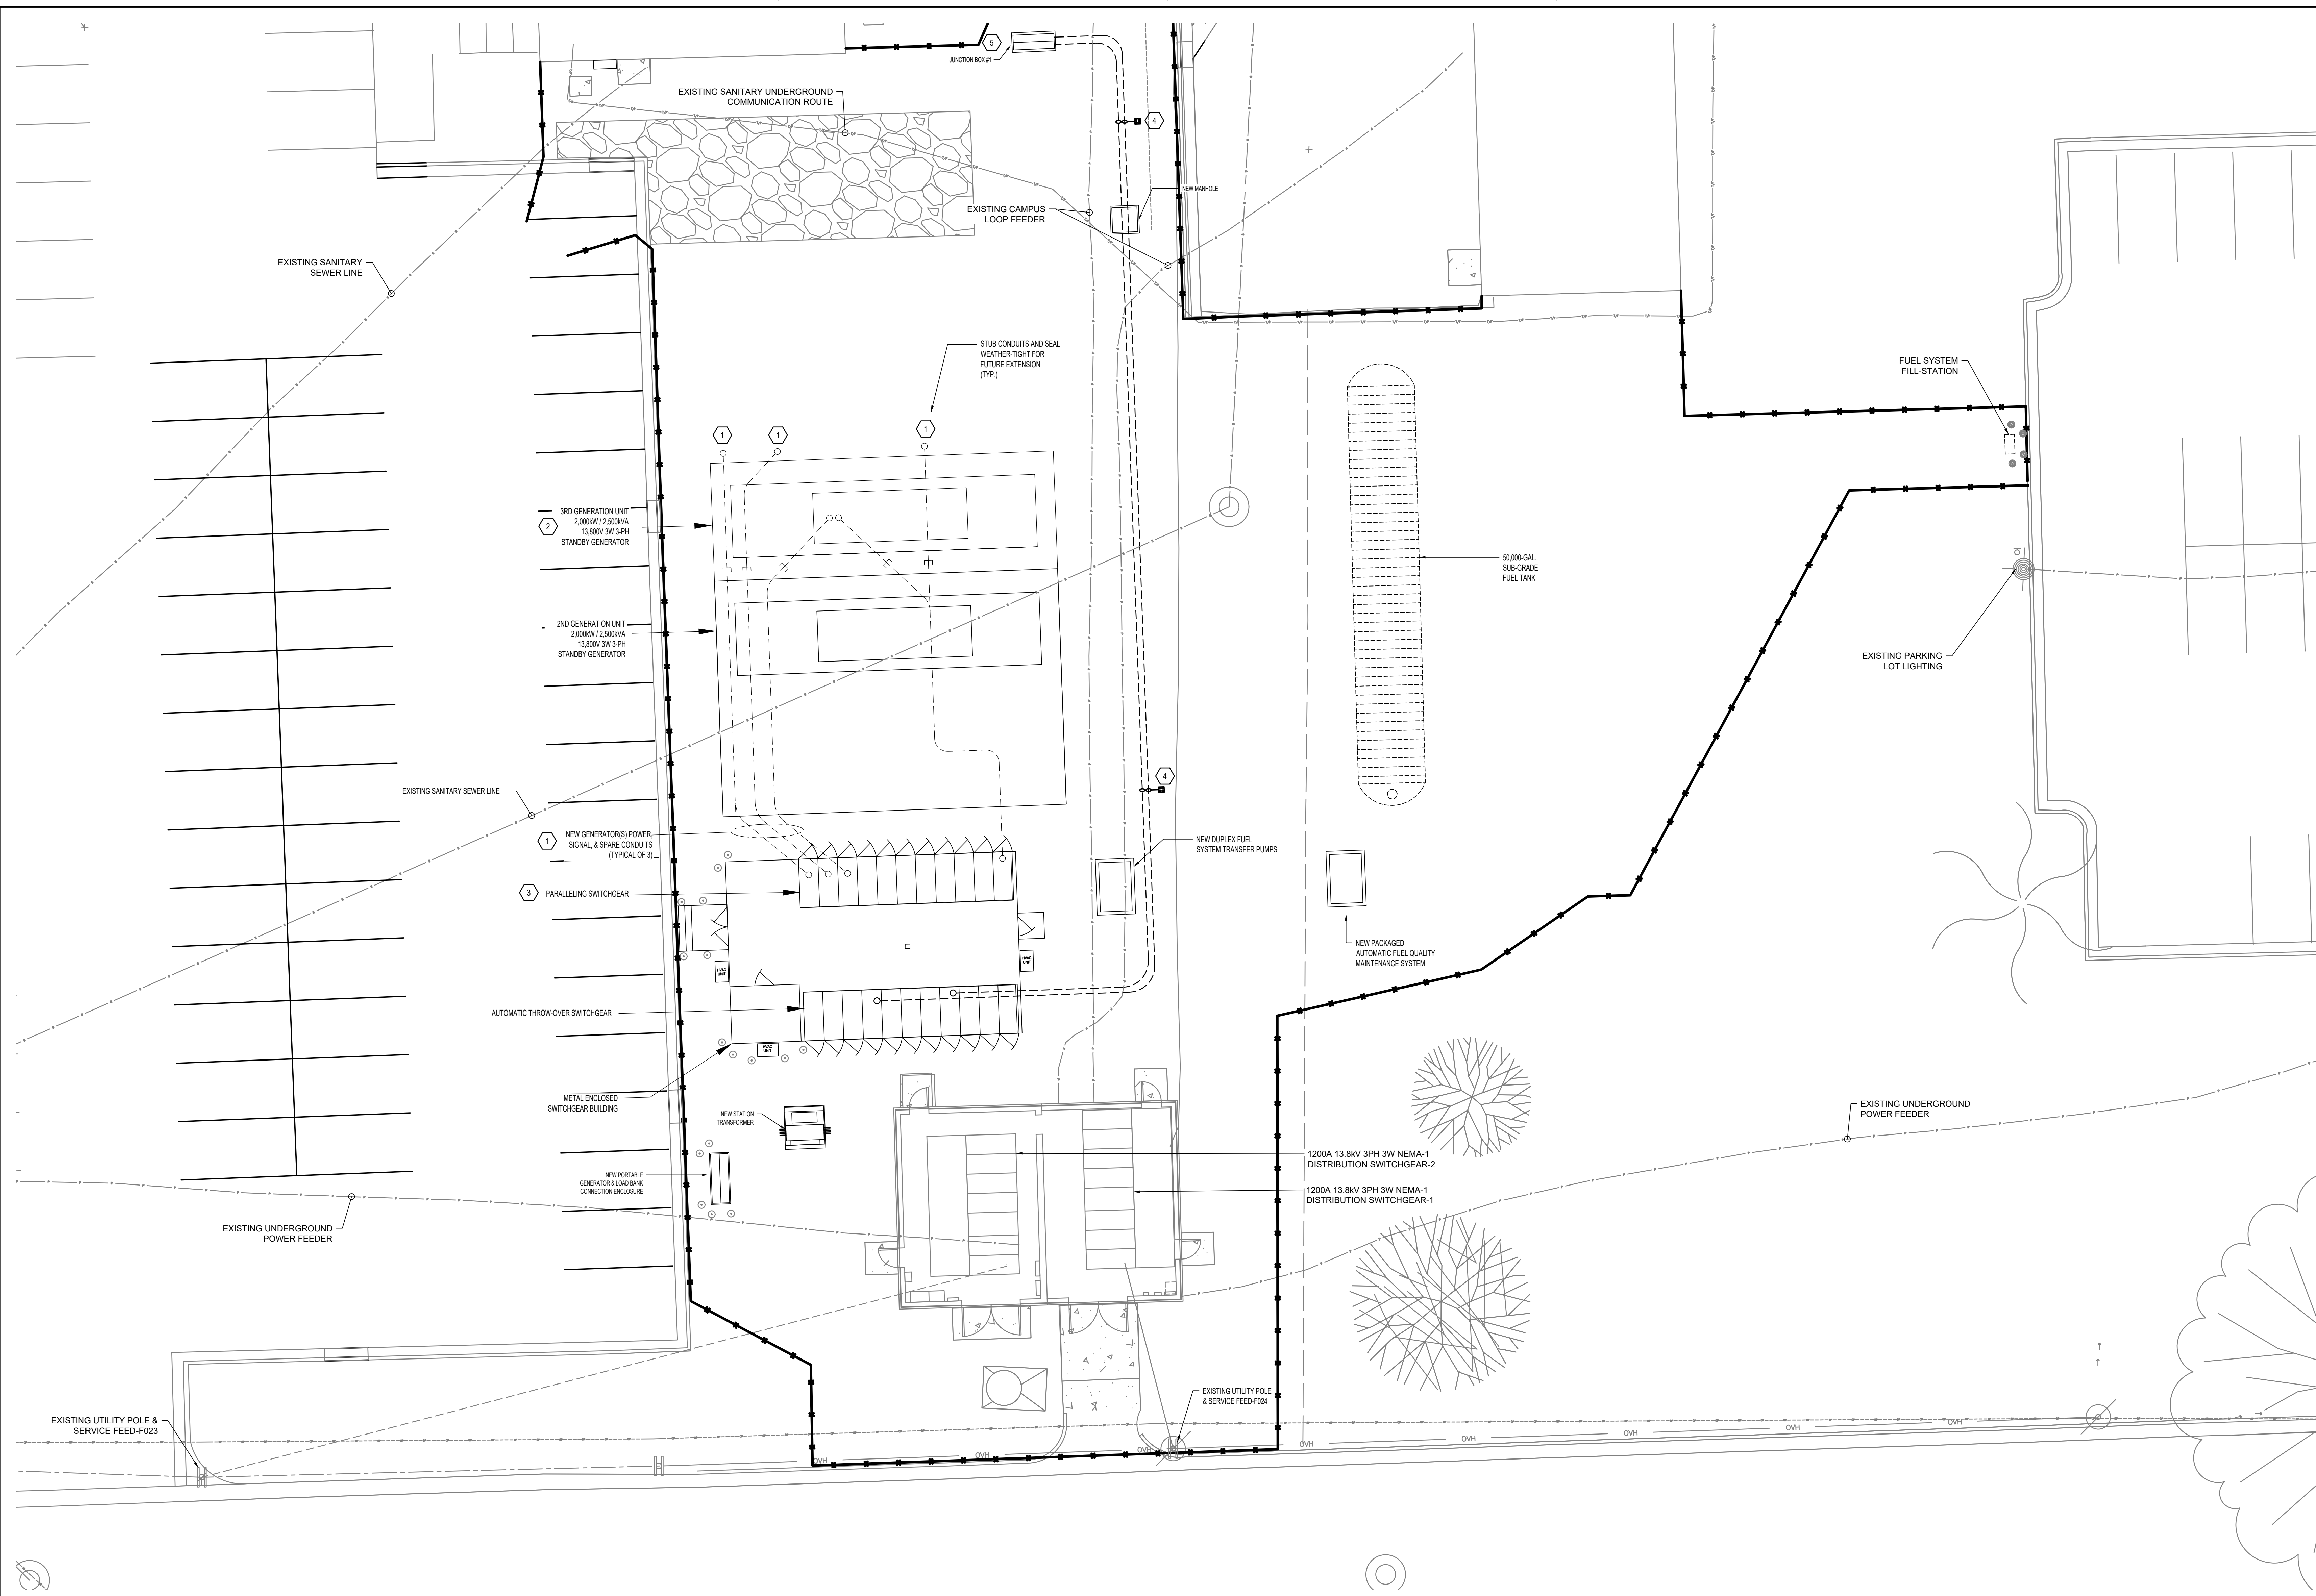 5
JUNCTION BOX #1
EXISTING SANITARY UNDERGROUND
COMMUNICATION ROUTE
4
NEW MANHOLE
EXISTING CAMPUS
LOOP FEEDER
EXISTING SANITARY
SEWER LINE
STUB CONDUITS AND SEAL
WEATHER-TIGHT FOR
FUTURE EXTENSION
(TYP.)
FUEL SYSTEM
FILL-STATION
1
1
1
2
3RD GENERATION UNIT
2,000kW / 2,500kVA
13,800V 3W 3-PH
STANDBY GENERATOR
50,000-GAL.
SUB-GRADE
FUEL TANK
2ND GENERATION UNIT
2,000kW / 2,500kVA
13,800V 3W 3-PH
STANDBY GENERATOR
EXISTING PARKING
LOT LIGHTING
4
EXISTING SANITARY SEWER LINE
1
NEW GENERATOR(S) POWER,
SIGNAL, & SPARE CONDUITS
(TYPICAL OF 3)
NEW DUPLEX FUEL
SYSTEM TRANSFER PUMPS
3
PARALLELING SWITCHGEAR
NEW PACKAGED
AUTOMATIC FUEL QUALITY
MAINTENANCE SYSTEM
HVAC
UNIT
HVAC
UNIT
AUTOMATIC THROW-OVER SWITCHGEAR
HVAC
UNIT
METAL ENCLOSED
SWITCHGEAR BUILDING
NEW STATION
TRANSFORMER
EXISTING UNDERGROUND
POWER FEEDER
1200A 13.8kV 3PH 3W NEMA-1
DISTRIBUTION SWITCHGEAR-2
NEW PORTABLE
GENERATOR & LOAD BANK
CONNECTION ENCLOSURE
1200A 13.8kV 3PH 3W NEMA-1
DISTRIBUTION SWITCHGEAR-1
EXISTING UNDERGROUND
POWER FEEDER
EXISTING UTILITY POLE
& SERVICE FEED-F024
EXISTING UTILITY POLE &
SERVICE FEED-F023
OVH
OVH
OVH
OVH
OVH
OVH
OVH
OVH